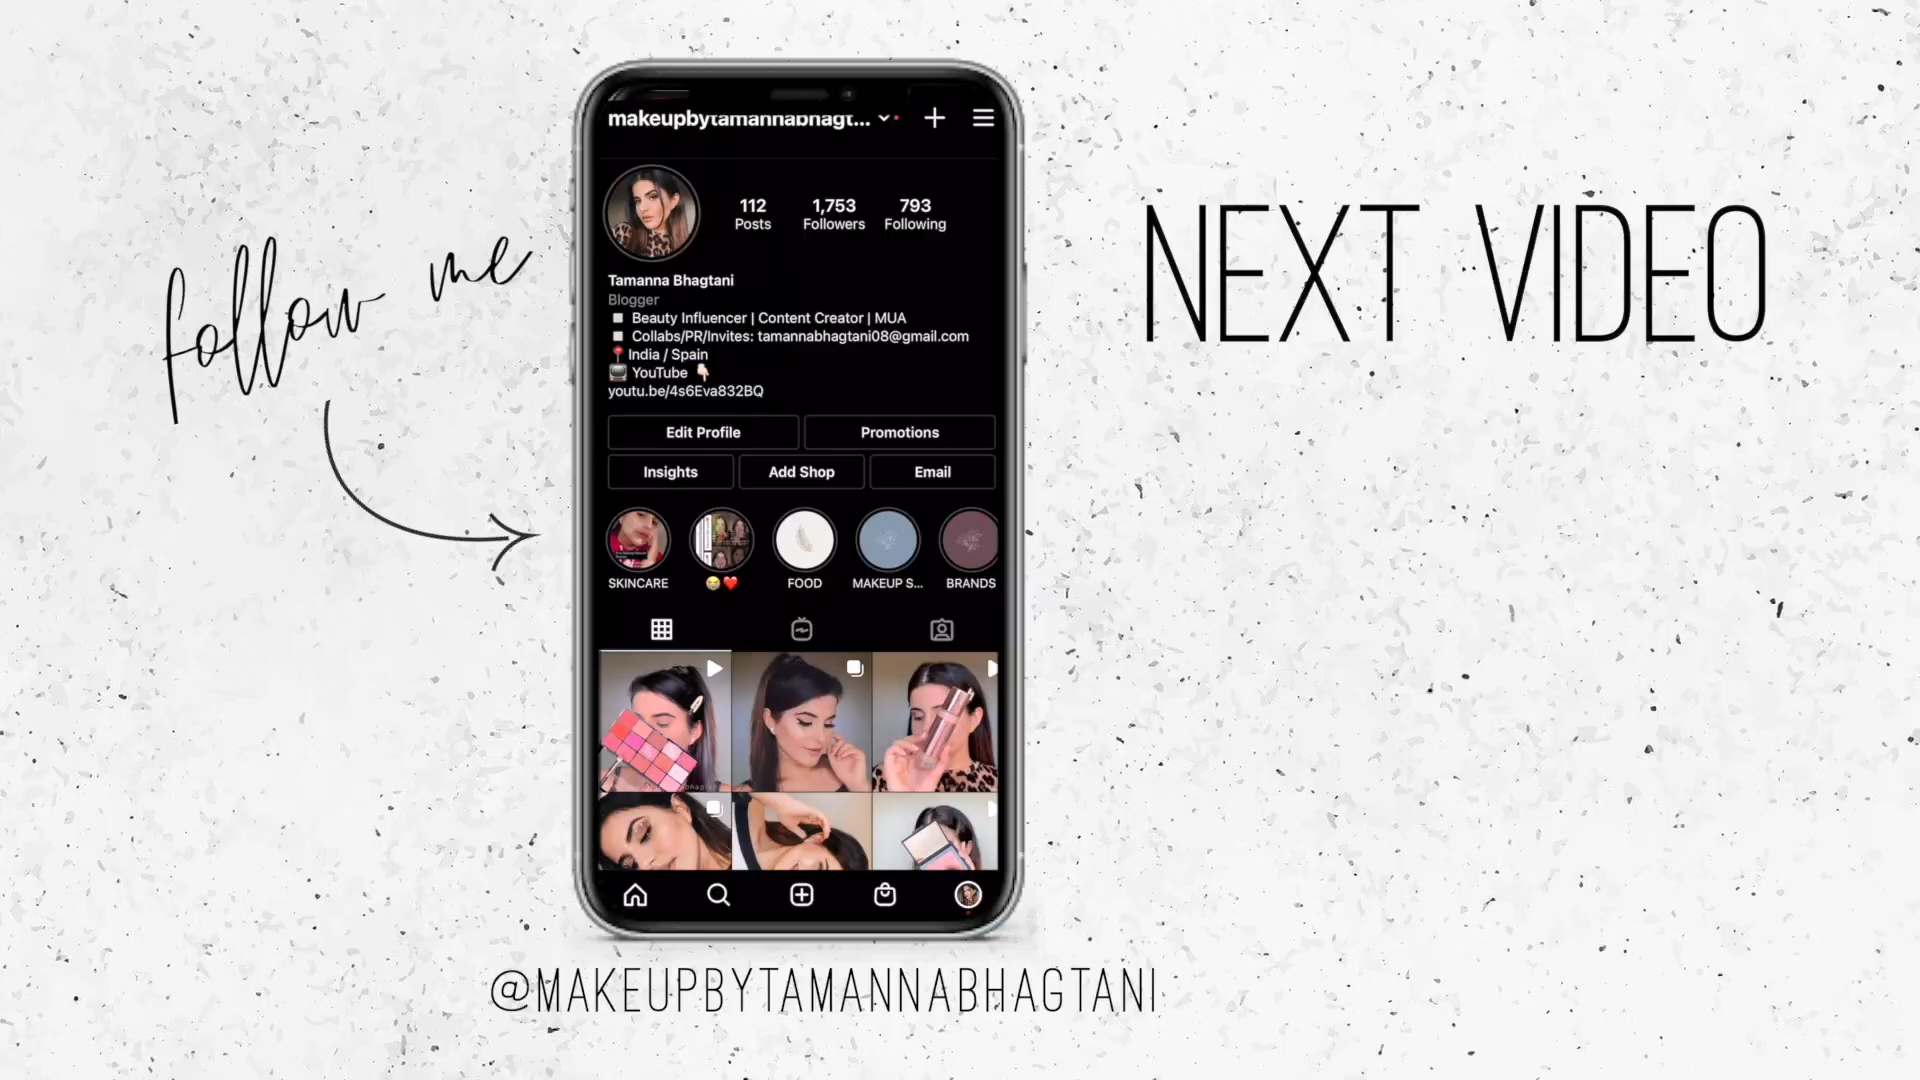 follow me
NEXT VIDEO
makeupbytamannabhagt...
112
Posts
1,753
Followers
793
Following
Tamanna Bhagtani
Blogger
Beauty Influencer | Content Creator | MUA
Collabs/PR/Invites: tamannabhagtani08@gmail.com
India / Spain
YouTube
youtu.be/4s6Eva832BQ
Edit Profile
Promotions
Insights
Add Shop
Email
SKINCARE
FOOD
MAKEUP S...
BRANDS
@MAKEUPBYTAMANNABHAGTANI